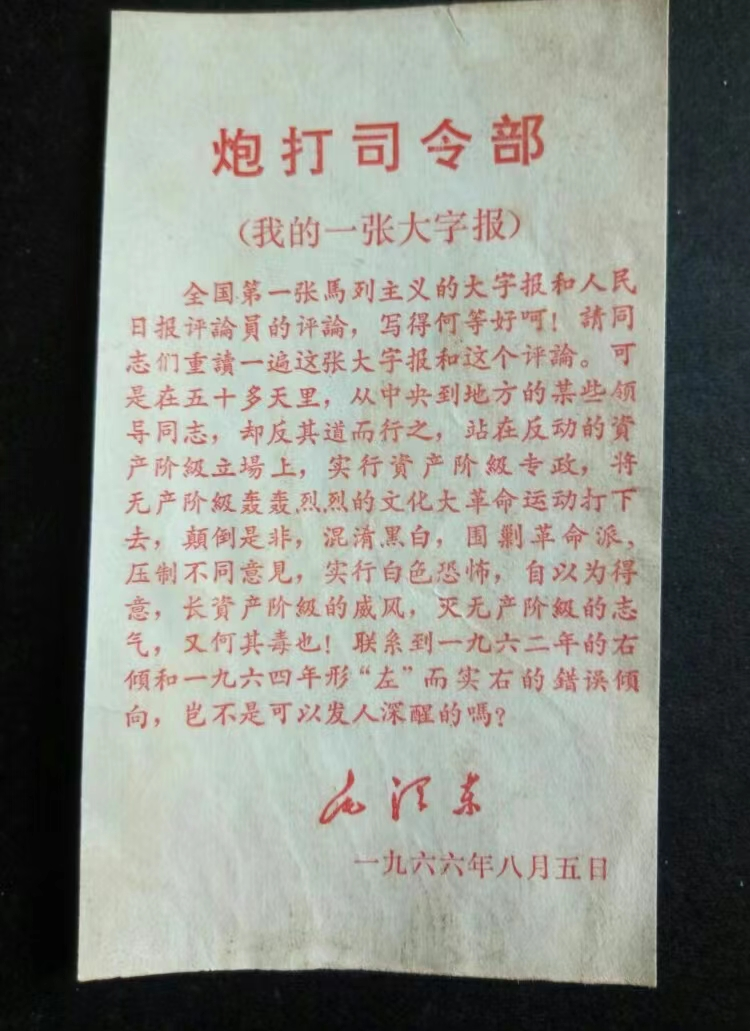 炮打司令部
（我的一张大字报）
全国第一张馬列主义的大字报和人民
日报评論員的评論，写得何等好呵！請同
志们重讀一遍这张大字报和这个评論。可
是在五十多天里，从中央到地方的某些领
导同志，却反其道而行之，站在反动的資
产阶級立場上，实行資产阶級专政，将
无产阶級轰轰烈烈的文化大革命运动打下
去，顛倒是非，混淆黑白，围剿革命派，
压制不同意見，实行白色恐怖，自以为得
意，长資产阶級的威风，灭无产阶級的志
气，又何其毒也！联系到一九六二年的右
倾和一九六四年形“左”而实右的錯误倾
向，岂不是可以发人深醒的嗎？
毛泽东
一九六六年八月五日